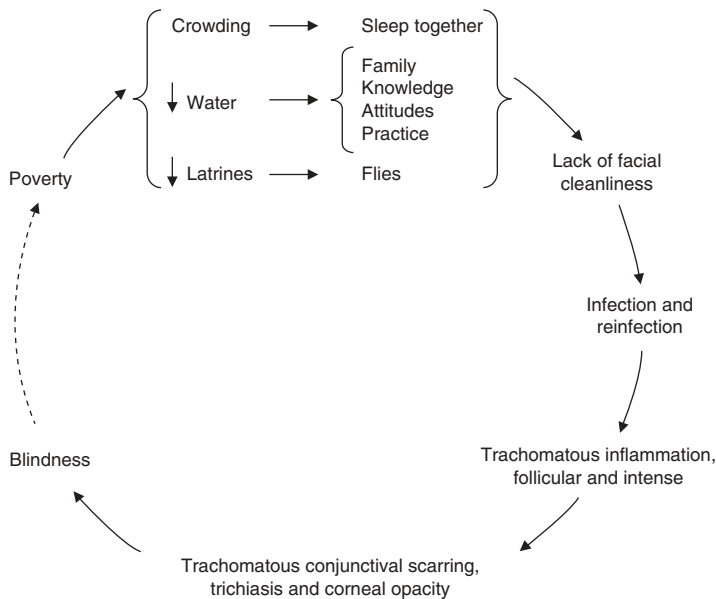 Crowding
Sleep together
Water
Family
Knowledge
Attitudes
Practice
Latrines
Flies
Poverty
Lack of facial
cleanliness
Infection and
reinfection
Trachomatous inflammation,
follicular and intense
Trachomatous conjunctival scarring,
trichiasis and corneal opacity
Blindness